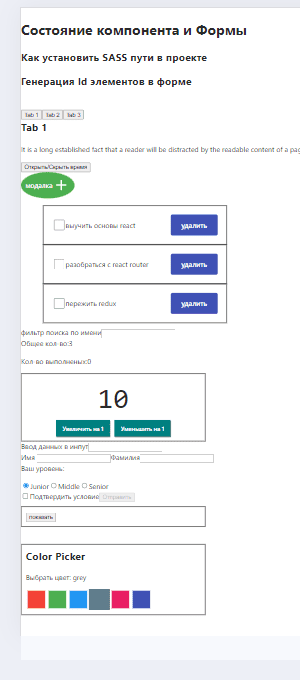 Состояние компонента и Формы
Как установить SASS пути в проекте
Генерация Id элементов в форме
Tab 1 Tab 2 Tab 3
Tab 1
It is a long established fact that a reader will be distracted by the readable content of a pag
Открыть/Скрыть время
модалка
выучить основы react удалить
разобраться с react router удалить
пережить redux удалить
фильтр поиска по имени
Общее кол-во:3
Кол-во выполненых:0
10
Увеличить на 1 Уменьшить на 1
Ввод данных в инпут
Имя Фамилия
Ваш уровень:
Junior Middle Senior
Подтвердить условие Отправить
показать
Color Picker
Выбрать цвет: grey